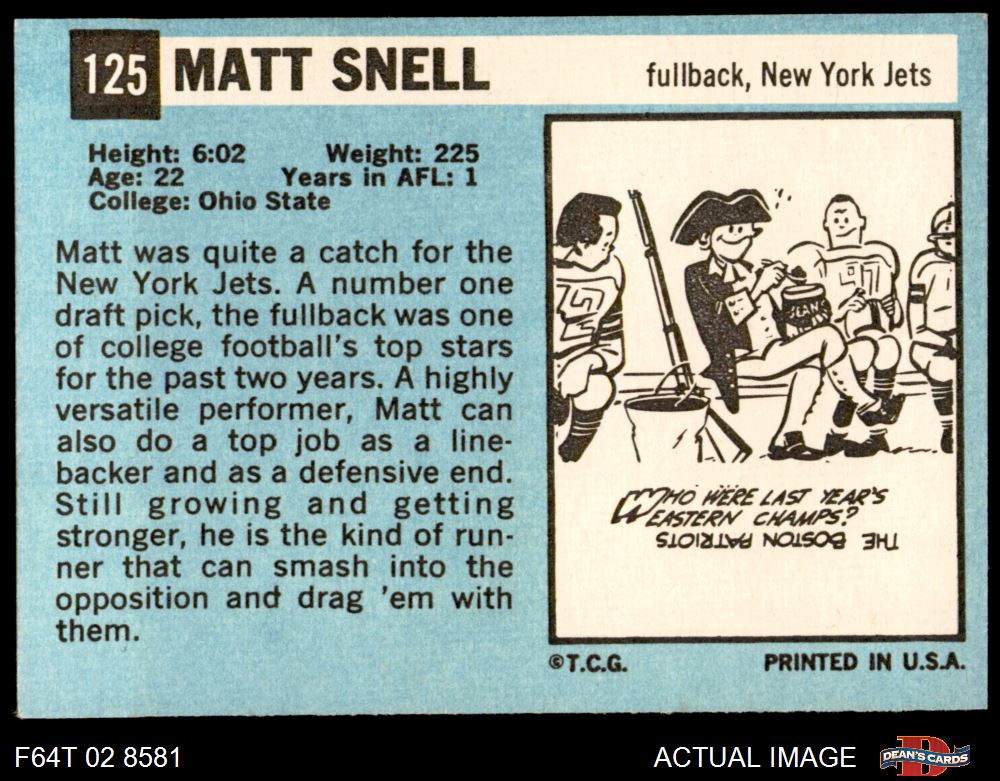 125 MATT SNELL
fullback, New York Jets
Height: 6:02 Weight: 225
Age: 22 Years in AFL: 1
College: Ohio State
Matt was quite a catch for the
New York Jets. A number one
draft pick, the fullback was one
of college football's top stars
for the past two years. A highly
versatile performer, Matt can
also do a top job as a line-
backer and as a defensive end.
Still growing and getting
stronger, he is the kind of run-
ner that can smash into the
opposition and drag 'em with
them.
BEANS
WHO WERE LAST YEAR'S
EASTERN CHAMPS?
THE BOSTON PATRIOTS
©T.C.G.
PRINTED IN U.S.A.
F64T 02 8581
ACTUAL IMAGE
DEAN'S CARDS